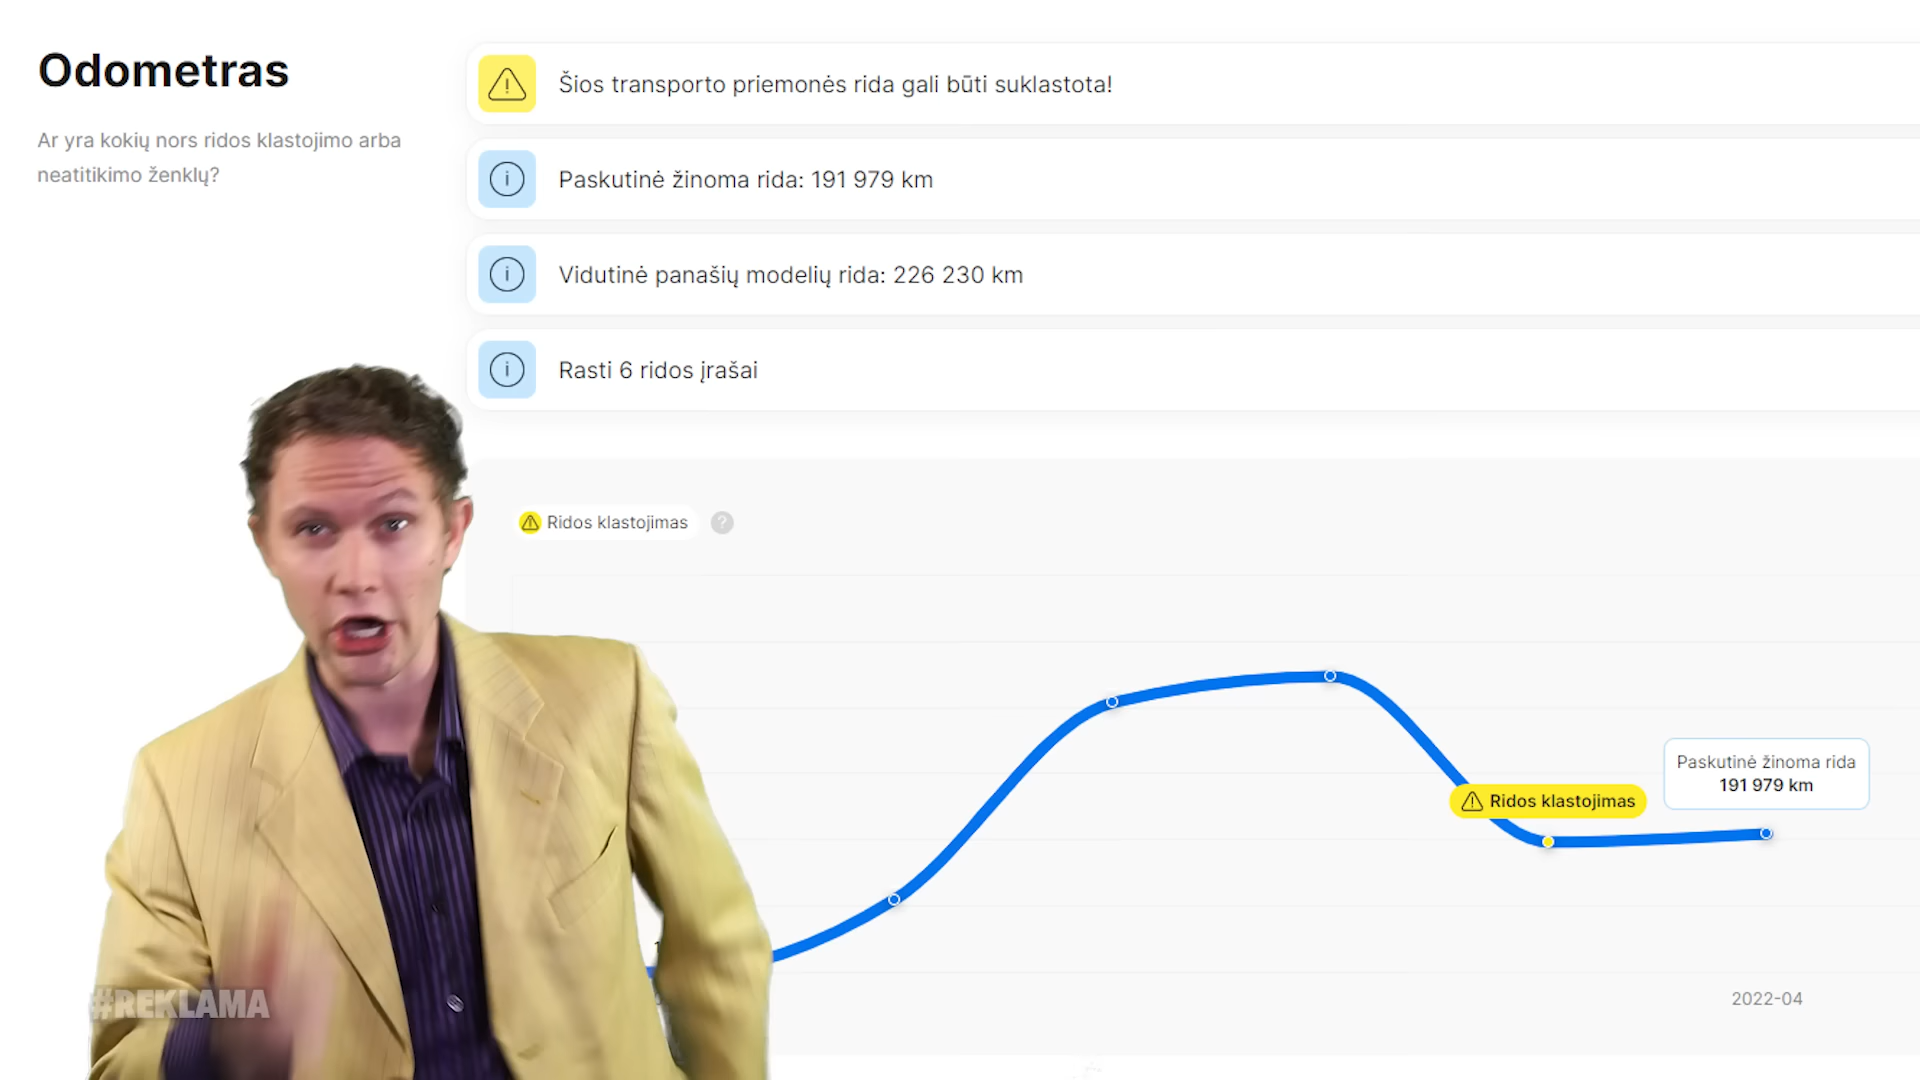 Odometras
Ar yra kokių nors ridos klastojimo arba
neatitikimo ženklų?
Šios transporto priemonės rida gali būti suklastota!
Paskutinė žinoma rida: 191 979 km
Vidutinė panašių modelių rida: 226 230 km
Rasti 6 ridos įrašai
Ridos klastojimas
?
Ridos klastojimas
Paskutinė žinoma rida
191 979 km
2022-04
#REKLAMA